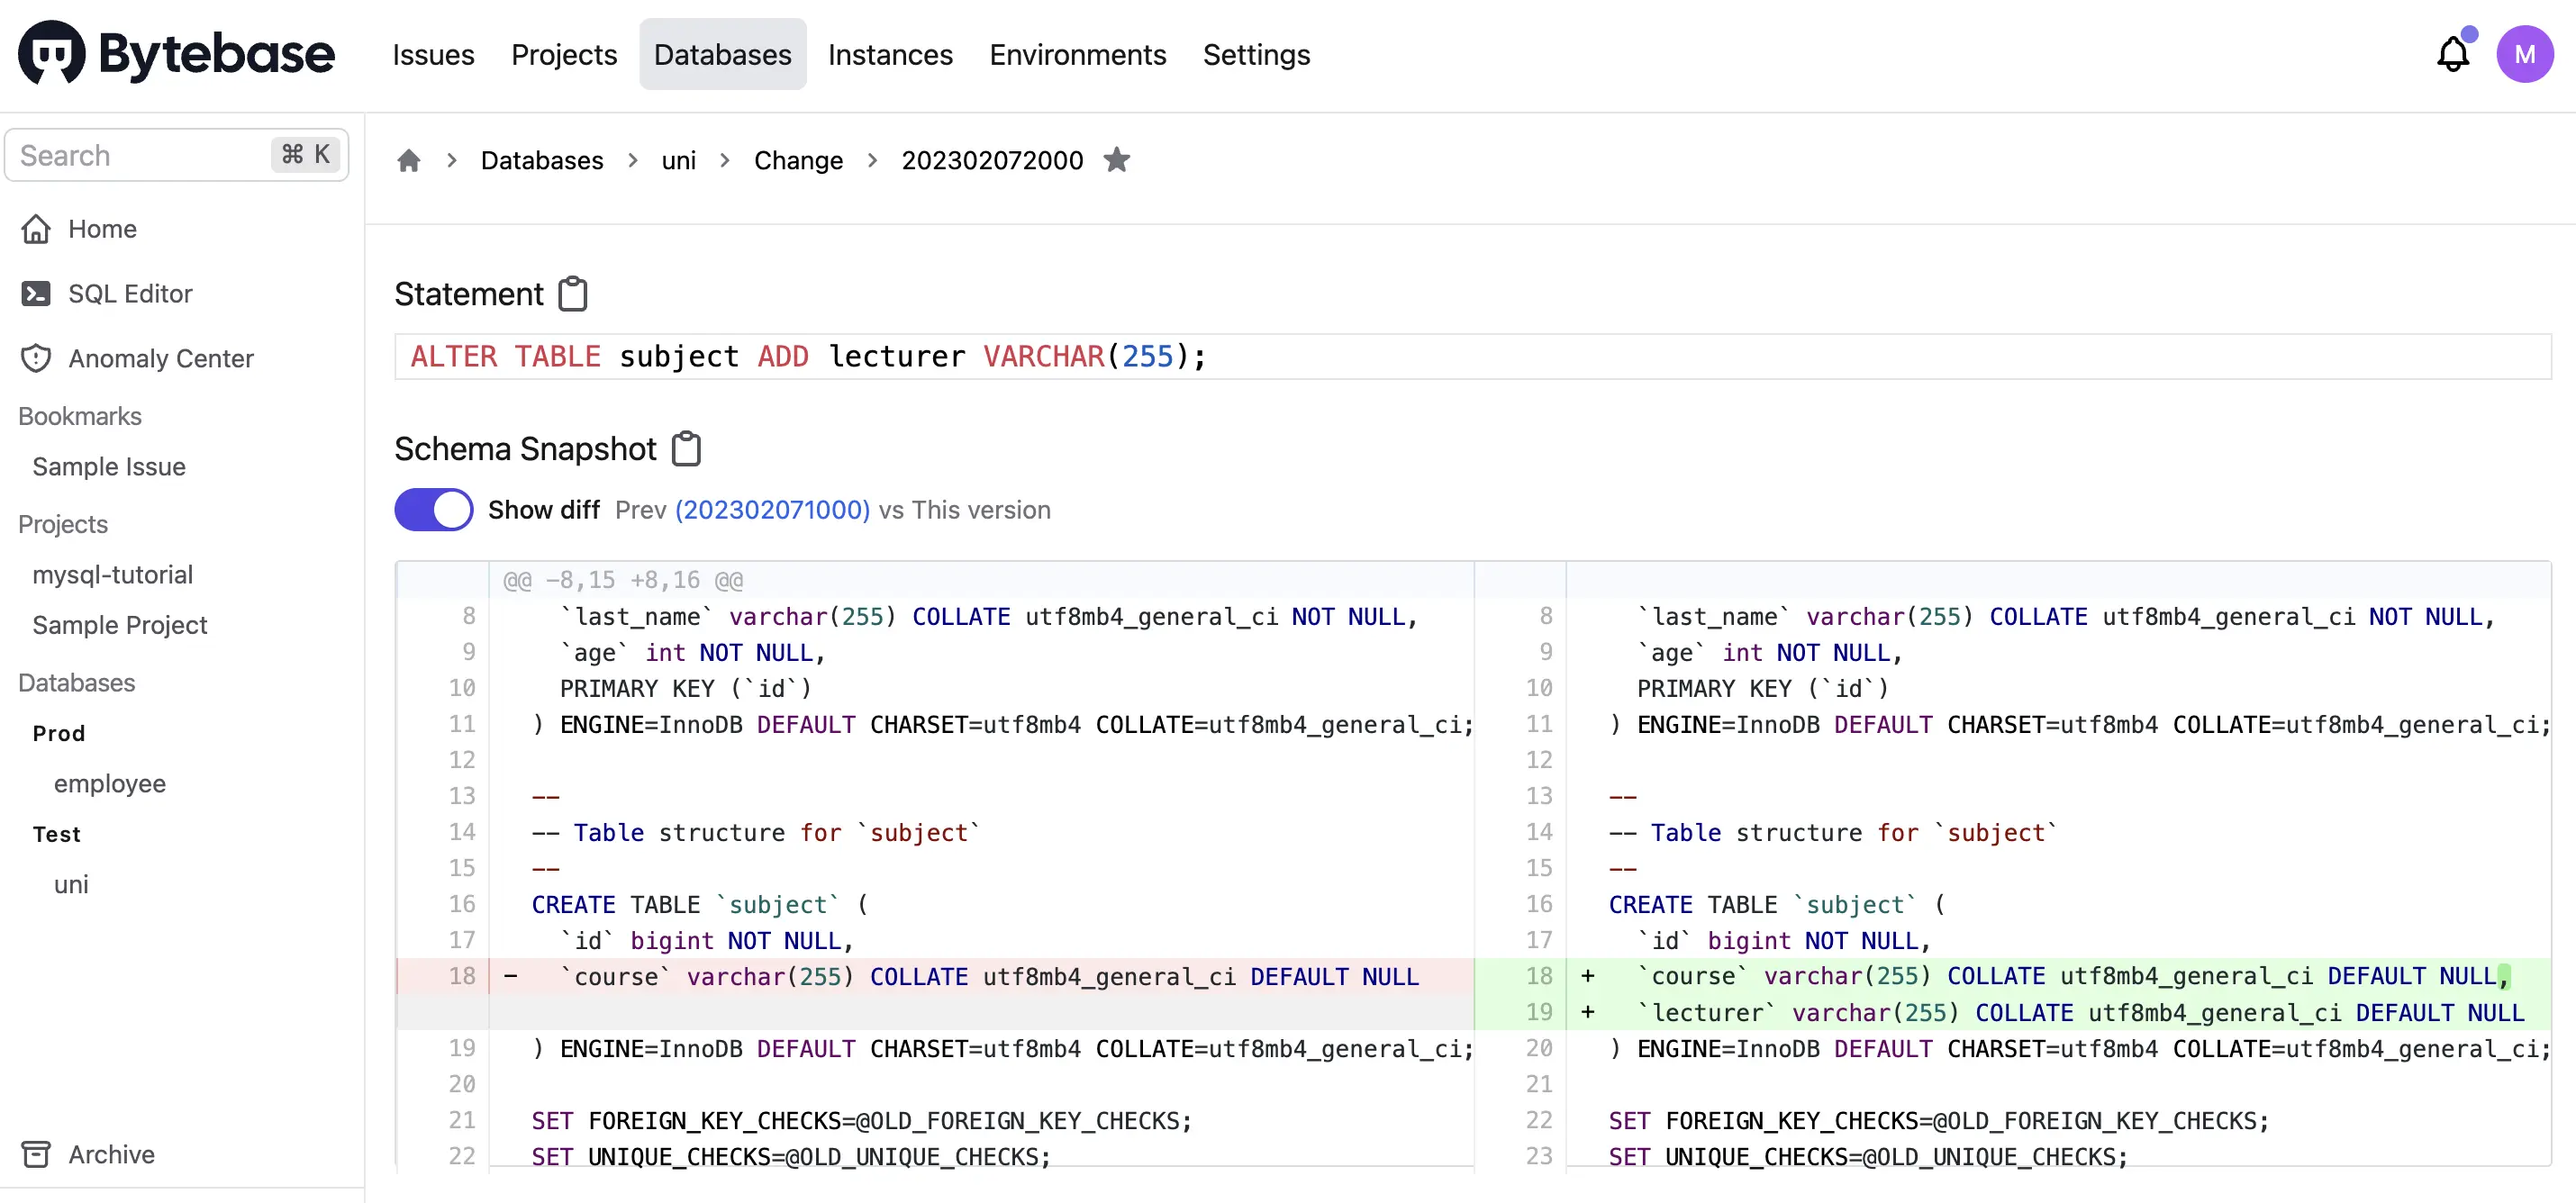 Bytebase Issues Projects Databases Instances Environments Settings M
Search ⌘ K
Home
SQL Editor
Anomaly Center
Bookmarks
Sample Issue
Projects
mysql-tutorial
Sample Project
Databases
Prod
employee
Test
uni
Archive
> Databases > uni > Change > 202302072000
Statement
ALTER TABLE subject ADD lecturer VARCHAR(255);
Schema Snapshot
Show diff Prev (202302071000) vs This version
@@ -8,15 +8,16 @@
8 `last_name` varchar(255) COLLATE utf8mb4_general_ci NOT NULL,
9 `age` int NOT NULL,
10 PRIMARY KEY (`id`)
11 ) ENGINE=InnoDB DEFAULT CHARSET=utf8mb4 COLLATE=utf8mb4_general_ci;
12
13 --
14 -- Table structure for `subject`
15 --
16 CREATE TABLE `subject` (
17 `id` bigint NOT NULL,
18 - `course` varchar(255) COLLATE utf8mb4_general_ci DEFAULT NULL
19 ) ENGINE=InnoDB DEFAULT CHARSET=utf8mb4 COLLATE=utf8mb4_general_ci;
20
21 SET FOREIGN_KEY_CHECKS=@OLD_FOREIGN_KEY_CHECKS;
22 SET UNIQUE_CHECKS=@OLD_UNIQUE_CHECKS;
8 `last_name` varchar(255) COLLATE utf8mb4_general_ci NOT NULL,
9 `age` int NOT NULL,
10 PRIMARY KEY (`id`)
11 ) ENGINE=InnoDB DEFAULT CHARSET=utf8mb4 COLLATE=utf8mb4_general_ci;
12
13 --
14 -- Table structure for `subject`
15 --
16 CREATE TABLE `subject` (
17 `id` bigint NOT NULL,
18 + `course` varchar(255) COLLATE utf8mb4_general_ci DEFAULT NULL,
19 + `lecturer` varchar(255) COLLATE utf8mb4_general_ci DEFAULT NULL
20 ) ENGINE=InnoDB DEFAULT CHARSET=utf8mb4 COLLATE=utf8mb4_general_ci;
21
22 SET FOREIGN_KEY_CHECKS=@OLD_FOREIGN_KEY_CHECKS;
23 SET UNIQUE_CHECKS=@OLD_UNIQUE_CHECKS;